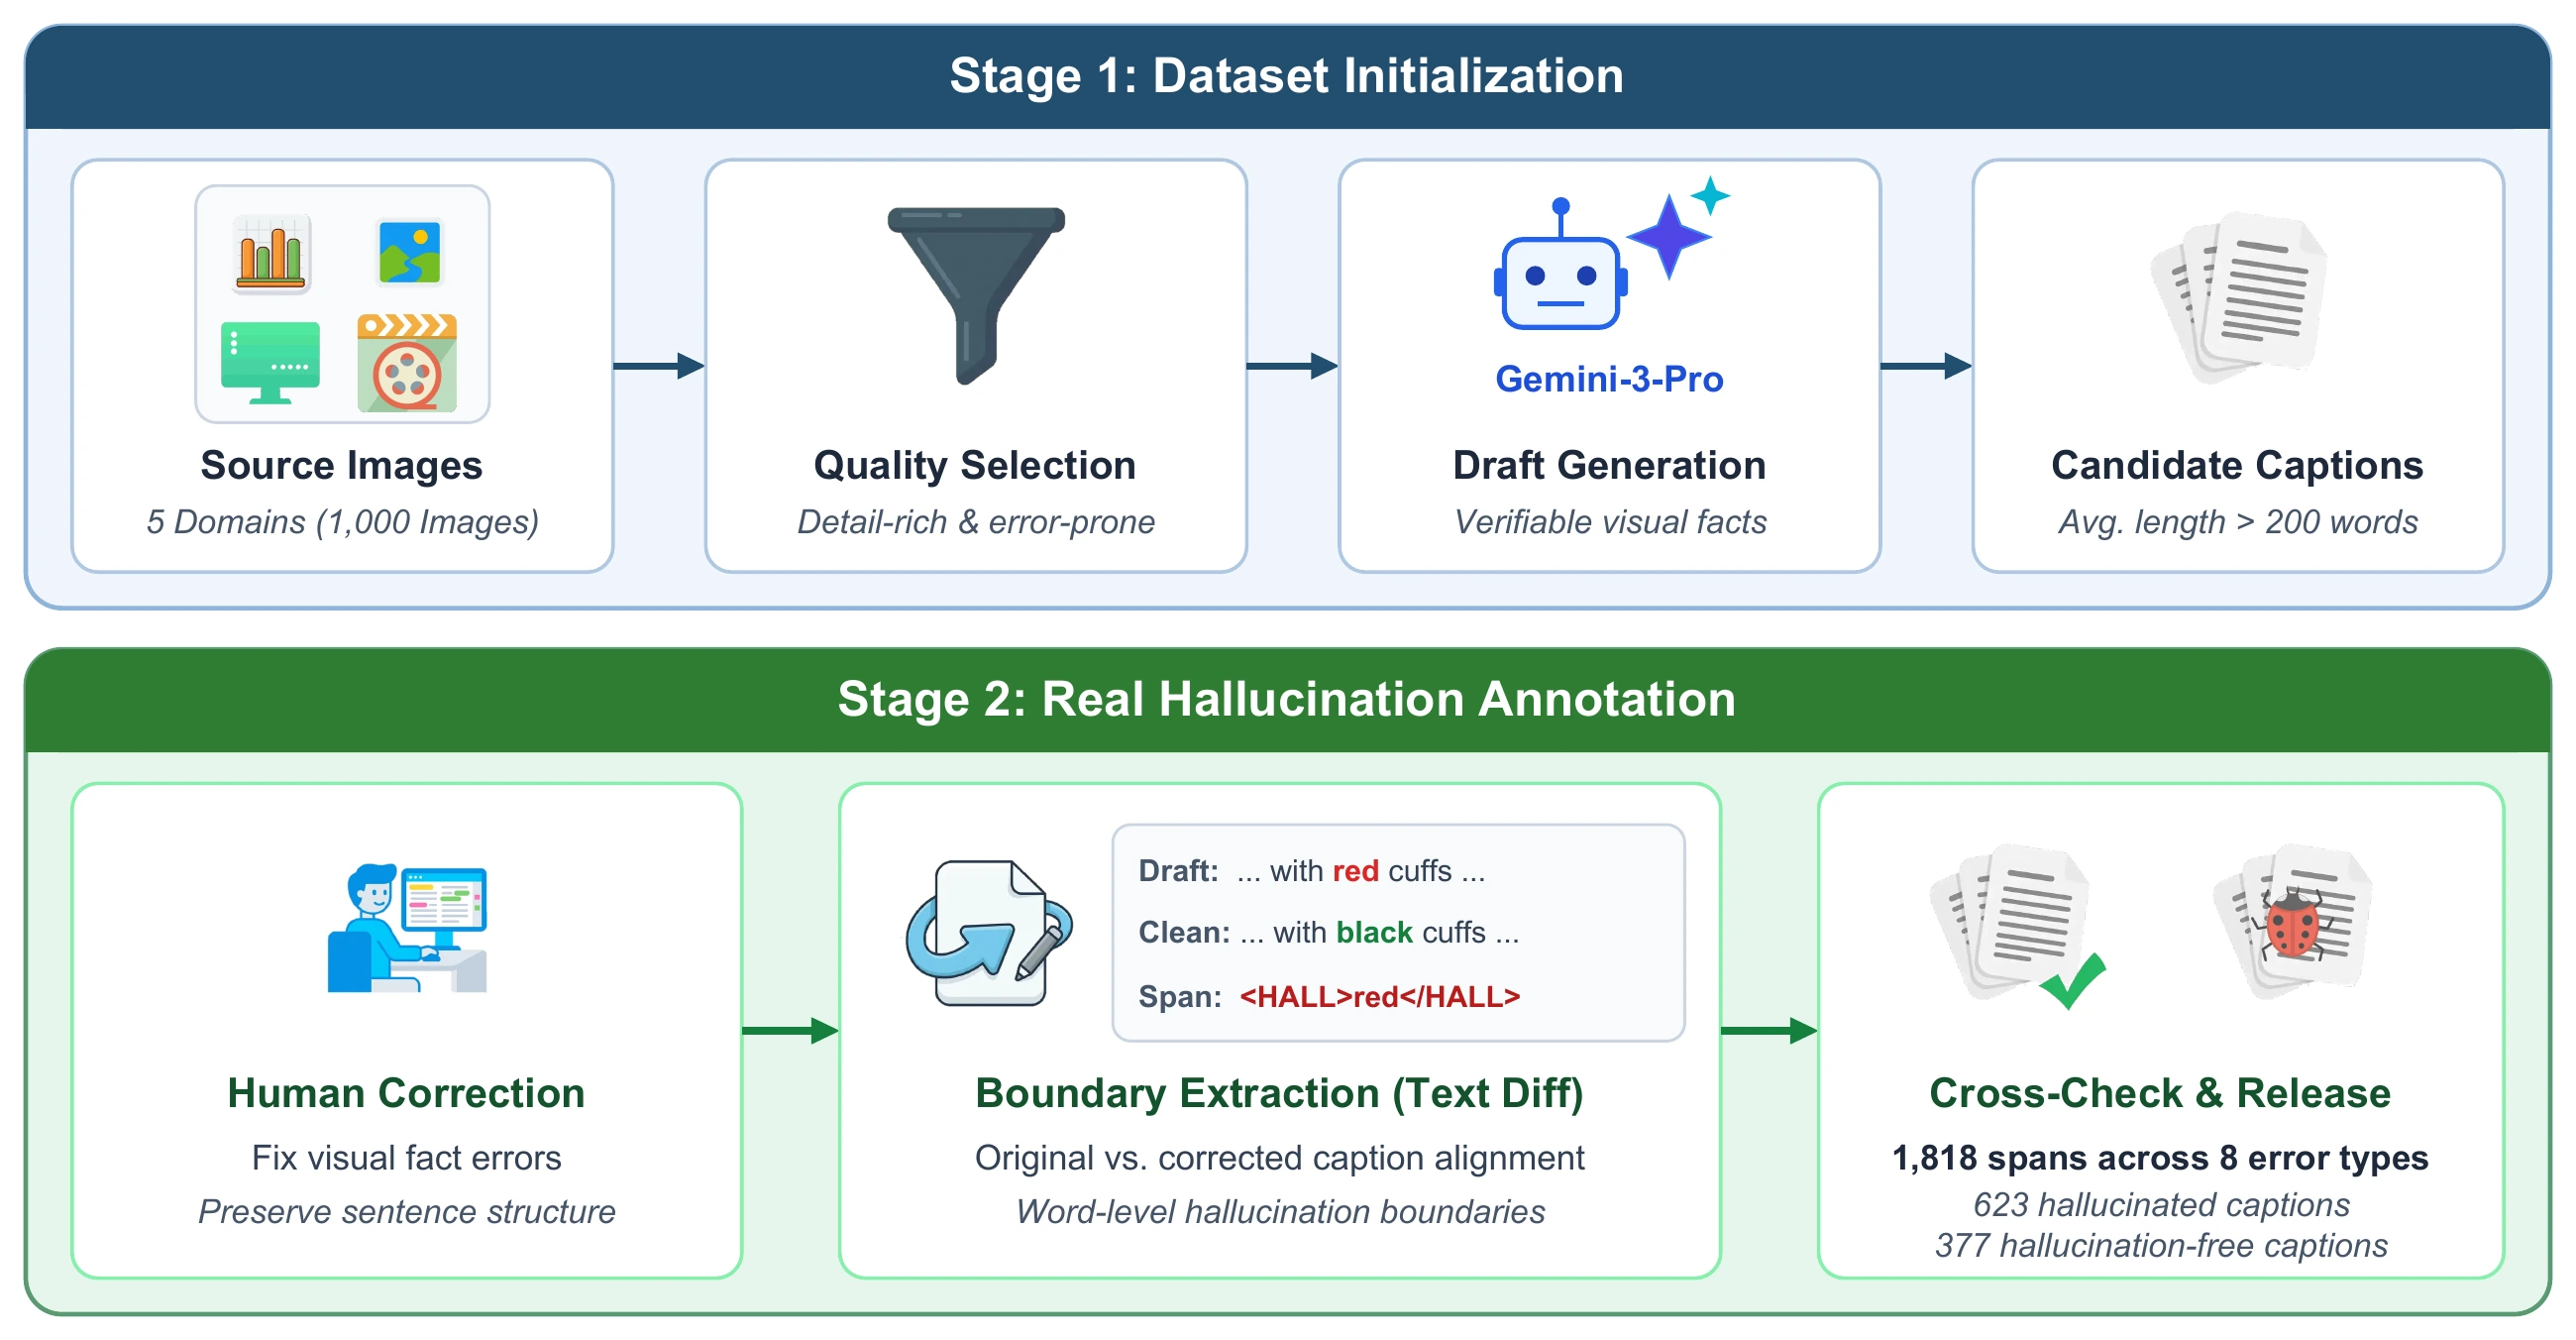 Stage 1: Dataset Initialization
Gemini-3-Pro
Source Images
5 Domains (1,000 Images)
Quality Selection
Detail-rich & error-prone
Draft Generation
Verifiable visual facts
Candidate Captions
Avg. length > 200 words
Stage 2: Real Hallucination Annotation
Human Correction
Fix visual fact errors
Preserve sentence structure
Draft: ... with red cuffs ...
Clean: ... with black cuffs ...
Span: <HALL>red</HALL>
Boundary Extraction (Text Diff)
Original vs. corrected caption alignment
Word-level hallucination boundaries
Cross-Check & Release
1,818 spans across 8 error types
623 hallucinated captions
377 hallucination-free captions